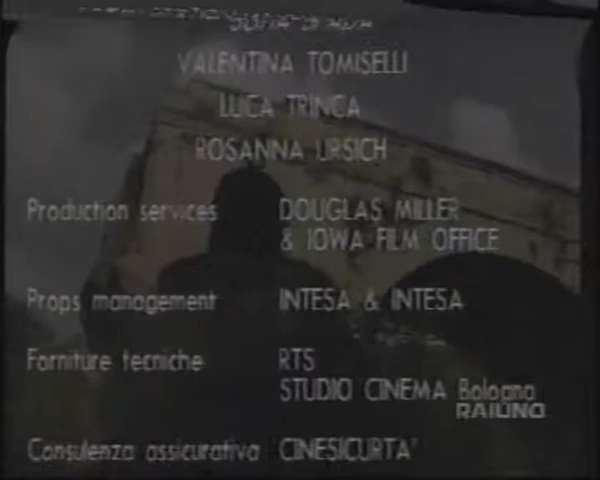 VALENTINA TOMISELLI
LUCA TRINCA
ROSANNA URSICH
Production services DOUGLAS MILLER
& IOWA FILM OFFICE
Props management INTESA & INTESA
Forniture tecniche RTS
STUDIO CINEMA Bologna
RAIUNO
Consulenza assicurativa CINESICURTA'